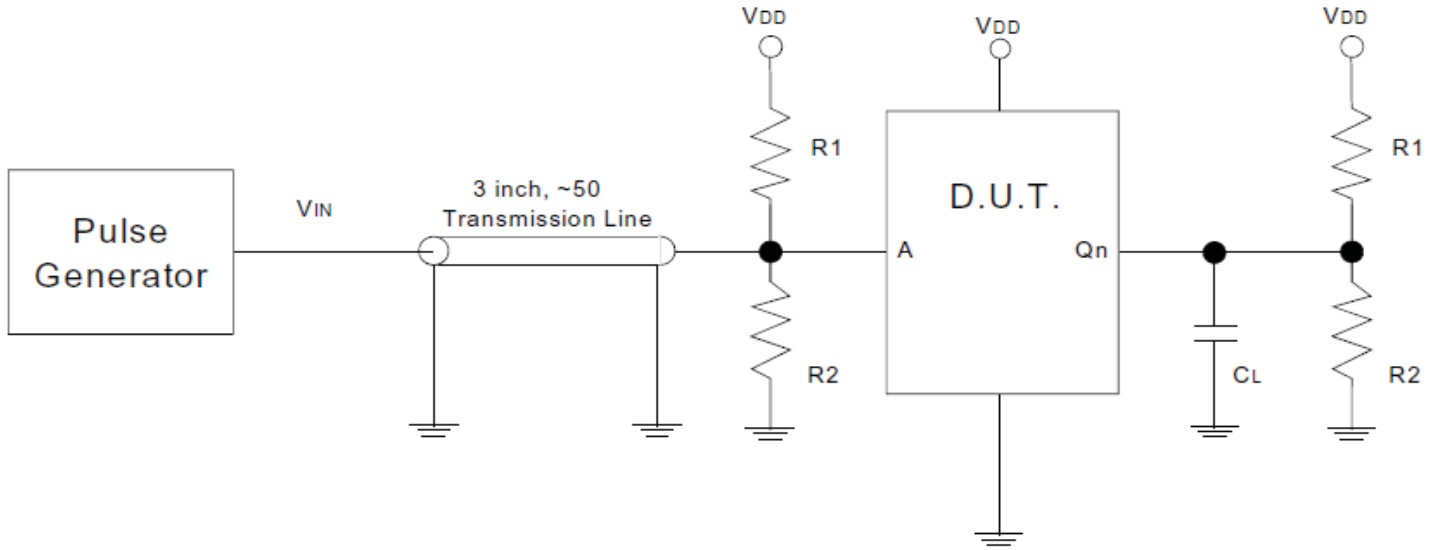 VDD
VDD
VDD
R1
R1
3 inch, ~50
Transmission Line
D.U.T.
VIN
Pulse
Generator
A
Qn
R2
CL
R2